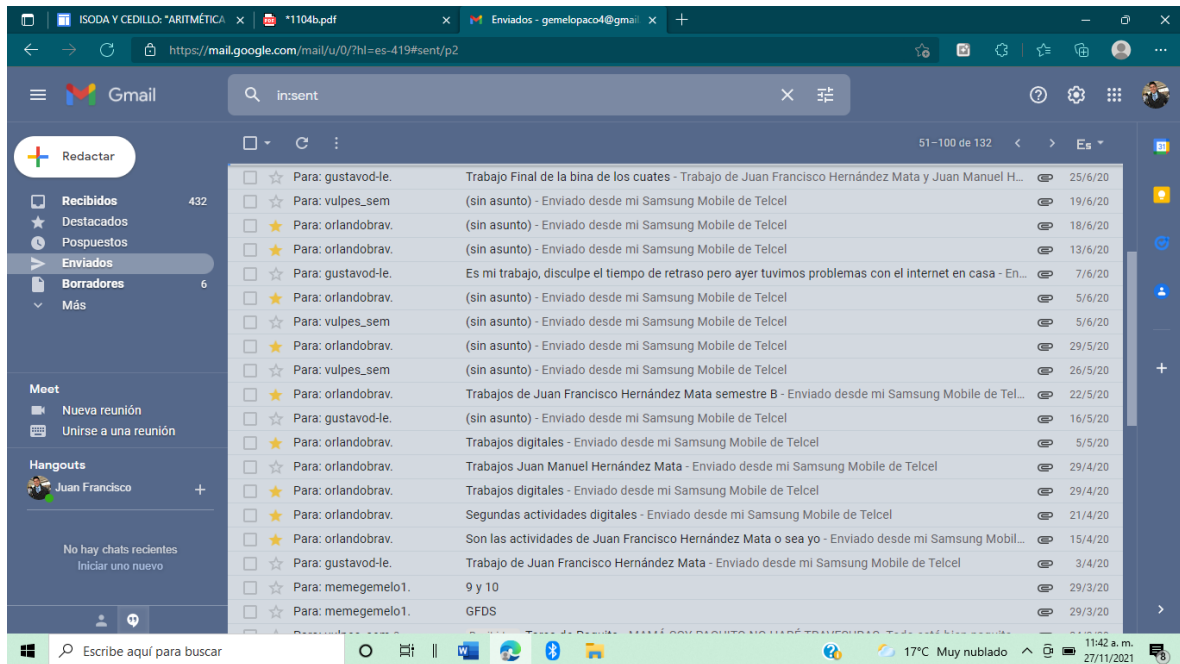 ISODA Y CEDILLO: "ARITMÉTICA
*1104b.pdf
Enviados - gemelopaco4@gmail
https://mail.google.com/mail/u/0/?hl=es-419#sent/p2
Gmail
in:sent
Redactar
51–100 de 132
Es
Recibidos 432
Destacados
Pospuestos
Enviados
Borradores 6
Más
Meet
Nueva reunión
Unirse a una reunión
Hangouts
Juan Francisco
No hay chats recientes
Iniciar uno nuevo
Para: gustavod-le. Trabajo Final de la bina de los cuates - Trabajo de Juan Francisco Hernández Mata y Juan Manuel H... 25/6/20
Para: vulpes_sem (sin asunto) - Enviado desde mi Samsung Mobile de Telcel 19/6/20
Para: orlandobrav. (sin asunto) - Enviado desde mi Samsung Mobile de Telcel 18/6/20
Para: orlandobrav. (sin asunto) - Enviado desde mi Samsung Mobile de Telcel 13/6/20
Para: gustavod-le. Es mi trabajo, disculpe el tiempo de retraso pero ayer tuvimos problemas con el internet en casa - En... 7/6/20
Para: orlandobrav. (sin asunto) - Enviado desde mi Samsung Mobile de Telcel 5/6/20
Para: vulpes_sem (sin asunto) - Enviado desde mi Samsung Mobile de Telcel 5/6/20
Para: orlandobrav. (sin asunto) - Enviado desde mi Samsung Mobile de Telcel 29/5/20
Para: vulpes_sem (sin asunto) - Enviado desde mi Samsung Mobile de Telcel 26/5/20
Para: orlandobrav. Trabajos de Juan Francisco Hernández Mata semestre B - Enviado desde mi Samsung Mobile de Tel... 22/5/20
Para: gustavod-le. (sin asunto) - Enviado desde mi Samsung Mobile de Telcel 16/5/20
Para: orlandobrav. Trabajos digitales - Enviado desde mi Samsung Mobile de Telcel 5/5/20
Para: orlandobrav. Trabajos Juan Manuel Hernández Mata - Enviado desde mi Samsung Mobile de Telcel 29/4/20
Para: orlandobrav. Trabajos digitales - Enviado desde mi Samsung Mobile de Telcel 29/4/20
Para: orlandobrav. Segundas actividades digitales - Enviado desde mi Samsung Mobile de Telcel 21/4/20
Para: orlandobrav. Son las actividades de Juan Francisco Hernández Mata o sea yo - Enviado desde mi Samsung Mobil... 15/4/20
Para: gustavod-le. Trabajo de Juan Francisco Hernández Mata - Enviado desde mi Samsung Mobile de Telcel 3/4/20
Para: memegemelo1. 9 y 10 29/3/20
Para: memegemelo1. GFDS 29/3/20
Escribe aquí para buscar
17°C Muy nublado
11:42 a. m.
27/11/2021